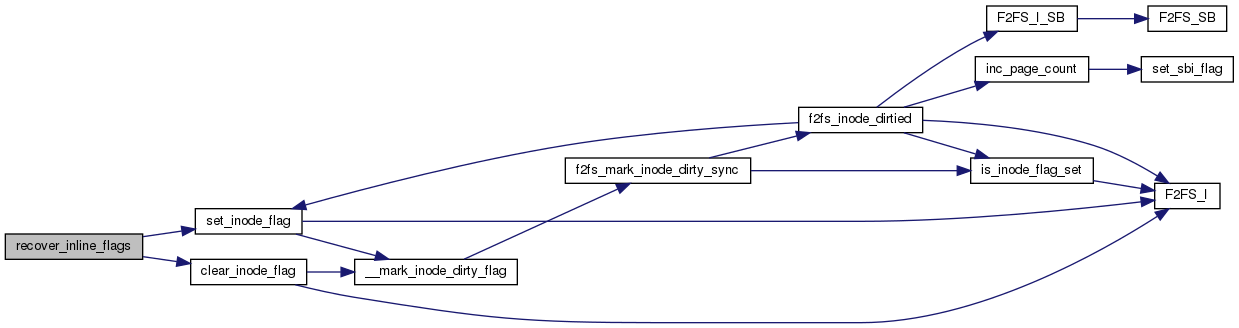 F2FS_I_SB
F2FS_SB
inc_page_count
set_sbi_flag
f2fs_inode_dirtied
f2fs_mark_inode_dirty_sync
is_inode_flag_set
F2FS_I
set_inode_flag
recover_inline_flags
clear_inode_flag
__mark_inode_dirty_flag